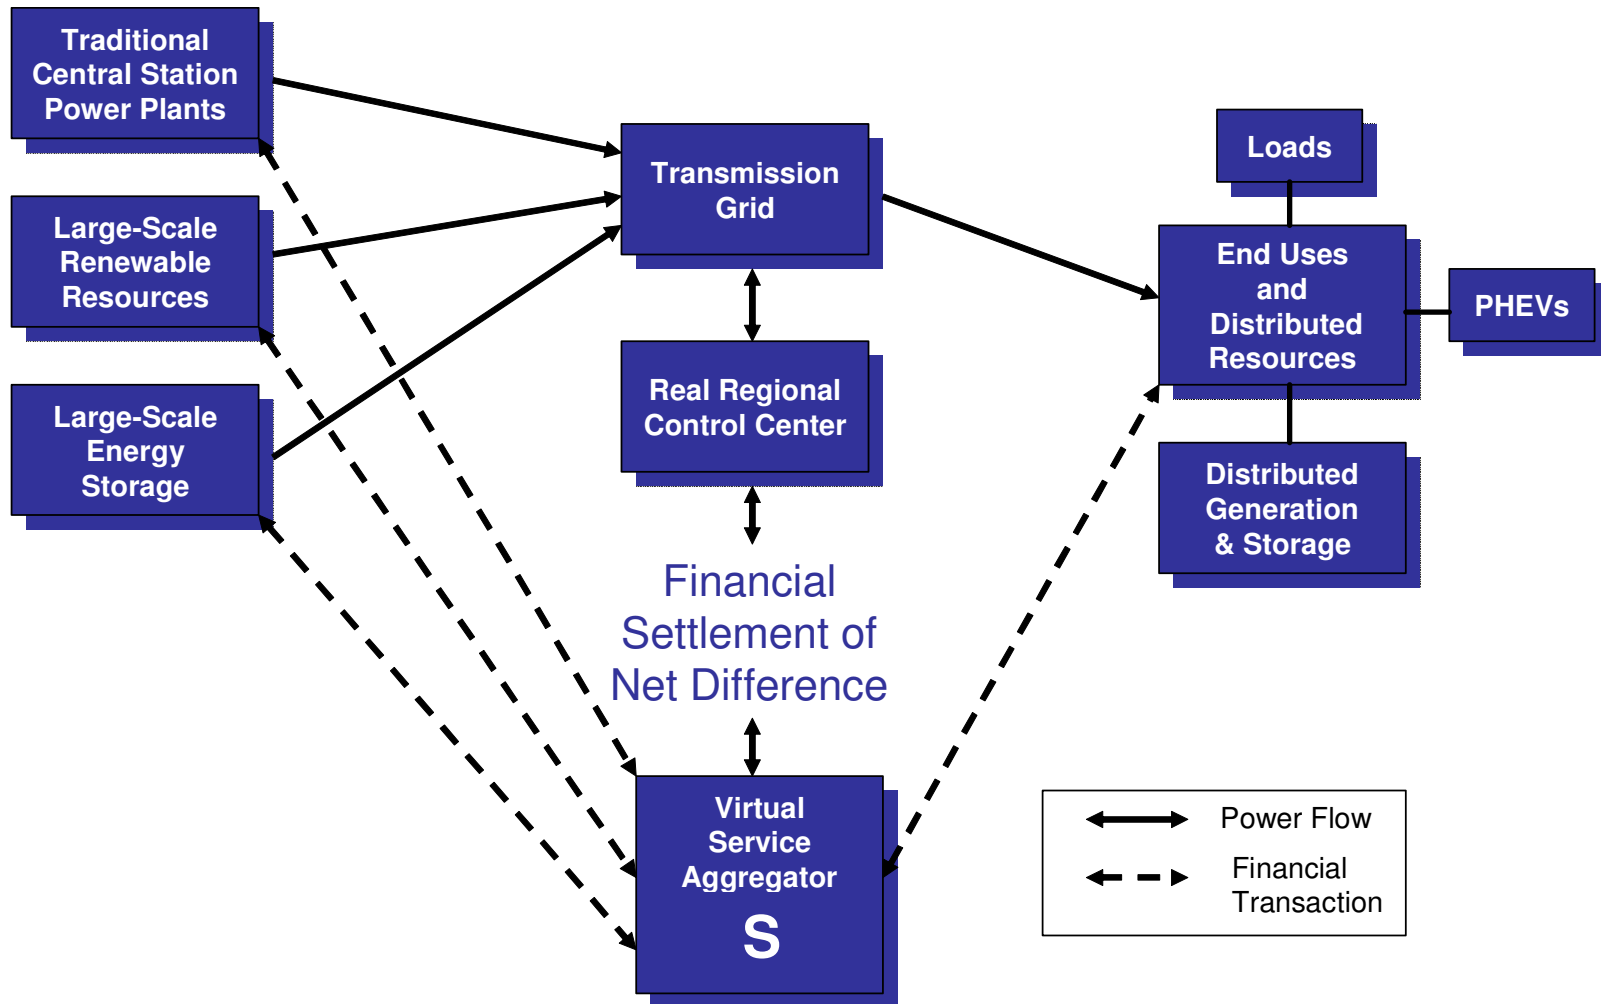 Traditional
Central Station
Power Plants
Large-Scale
Renewable
Resources
Large-Scale
Energy
Storage
Transmission
Grid
Real Regional
Control Center
Financial
Settlement of
Net Difference
Virtual
Service
Aggregator
S
Loads
End Uses
and
Distributed
Resources
PHEVs
Distributed
Generation
& Storage
Power Flow
Financial
Transaction